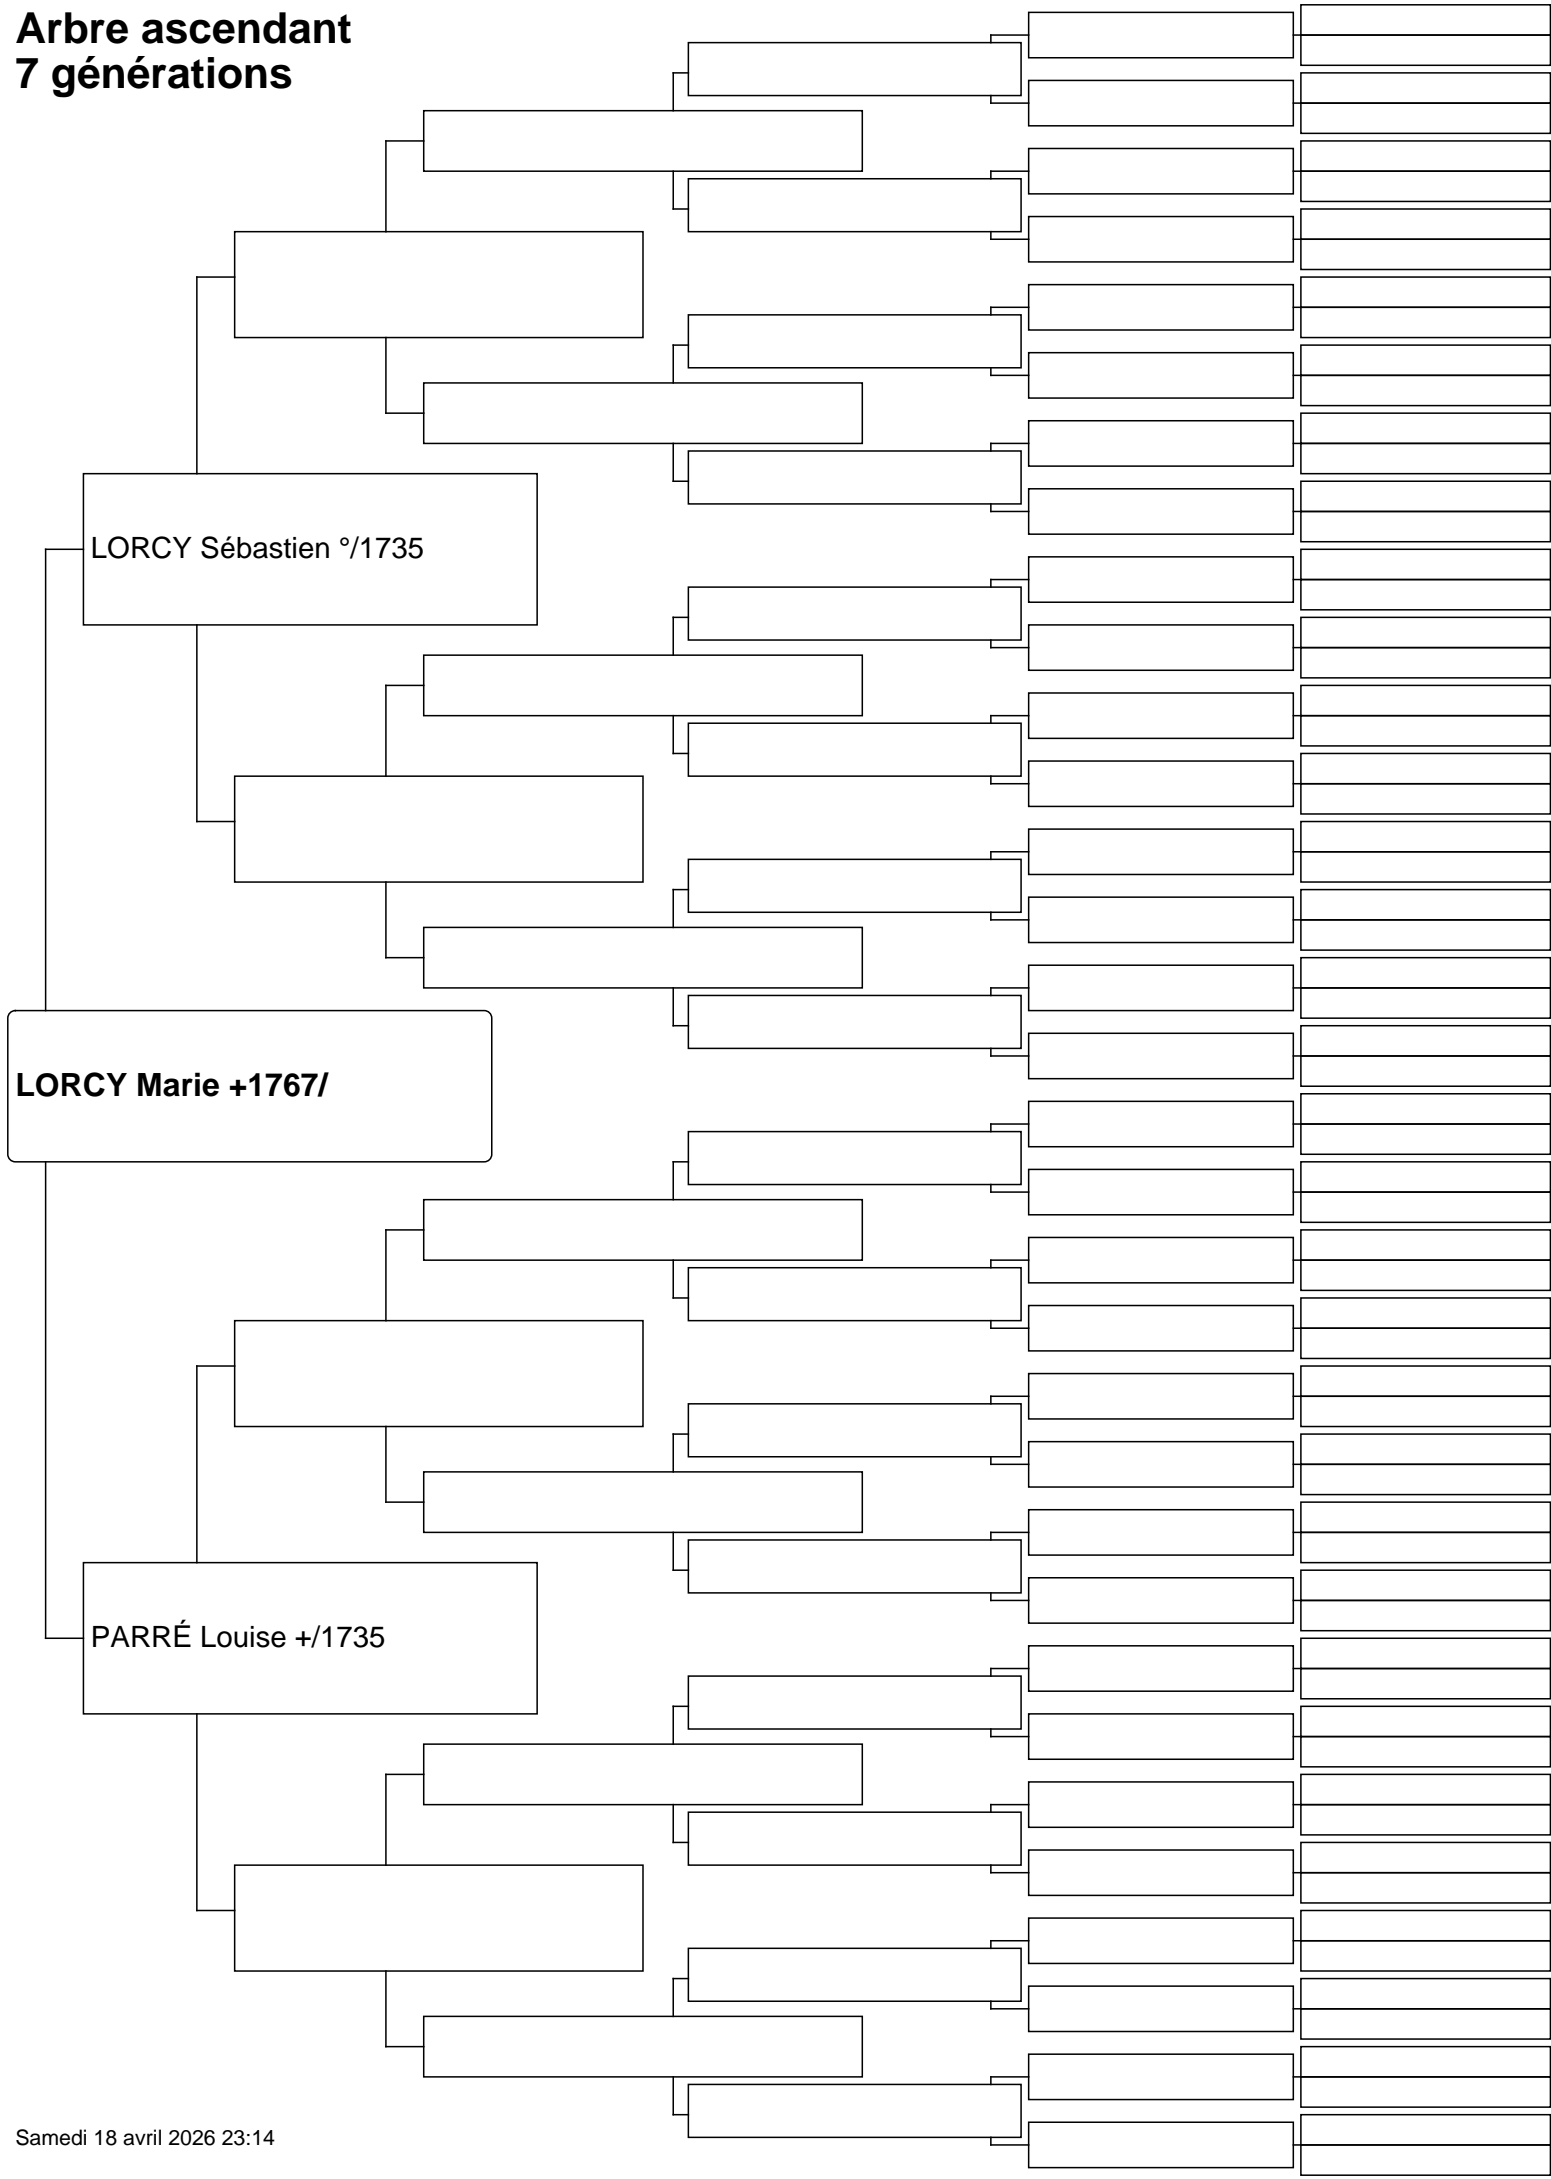 Arbre ascendant
7 générations
LORCY Sébastien °/1735
LORCY Marie +1767/
PARRÉ Louise +/1735
Samedi 18 avril 2026 23:14